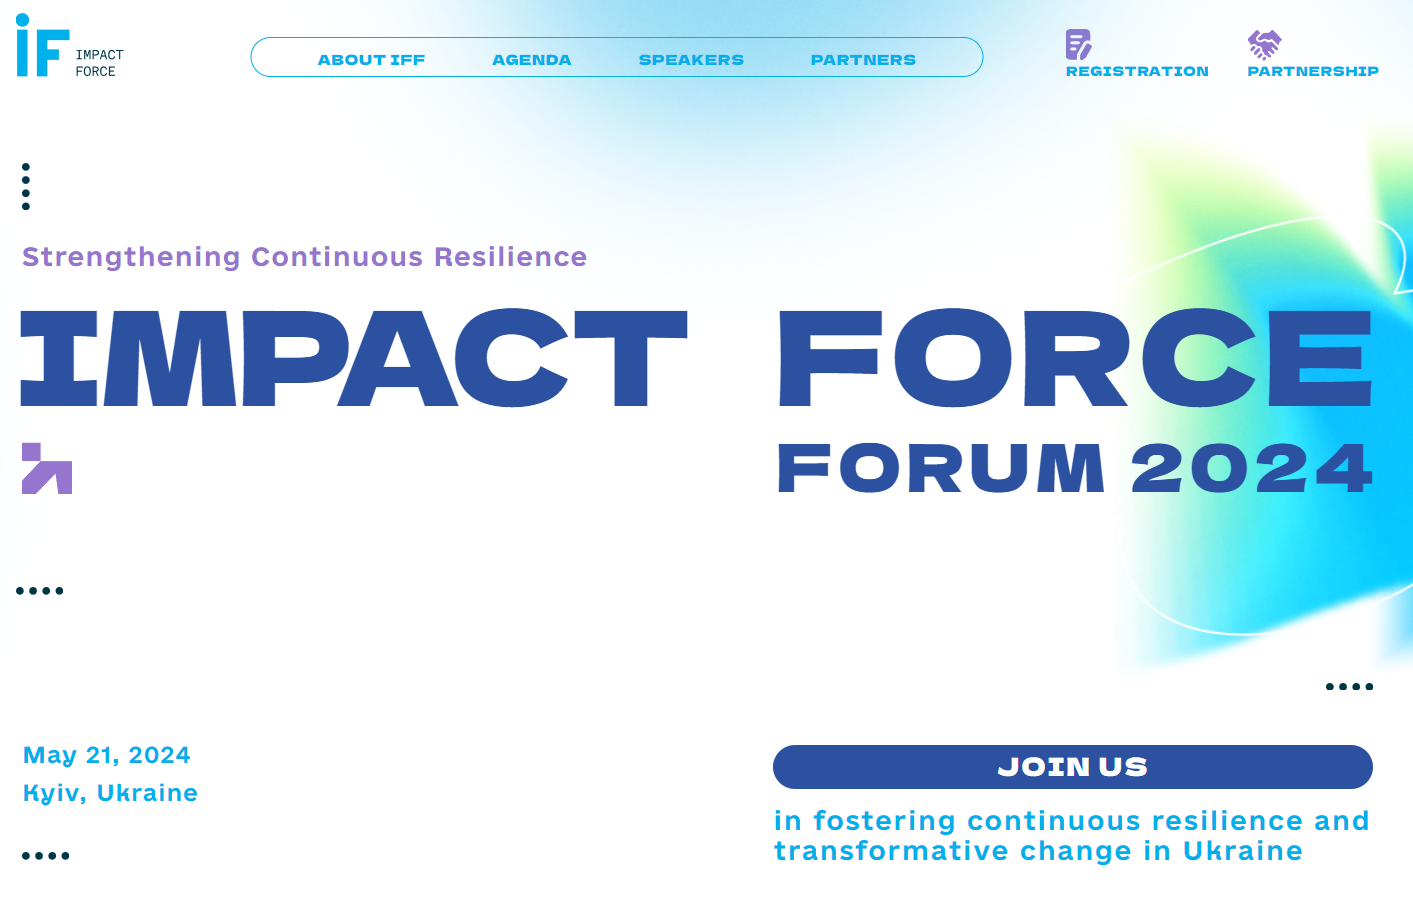 iF IMPACT
FORCE
ABOUT IFF AGENDA SPEAKERS PARTNERS
REGISTRATION PARTNERSHIP
Strengthening Continuous Resilience
IMPACT FORCE
FORUM 2024
May 21, 2024
Kyiv, Ukraine
JOIN US
in fostering continuous resilience and
transformative change in Ukraine